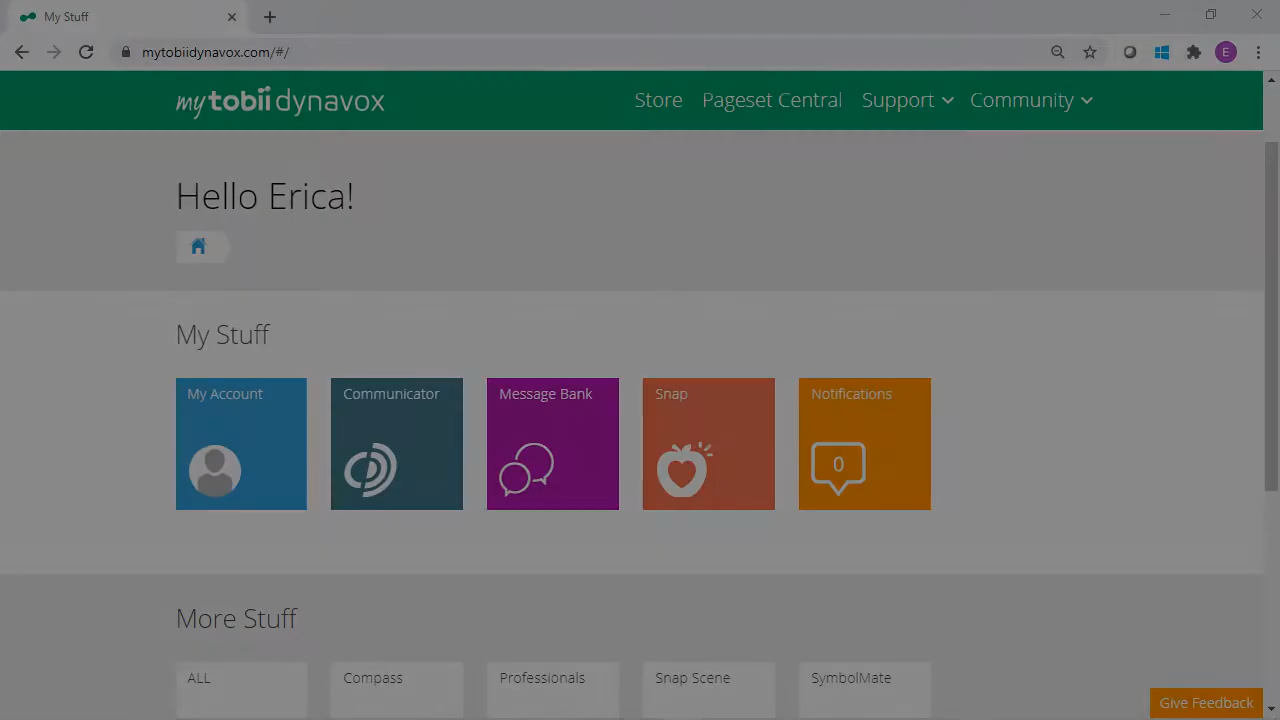 My Stuff
mytobiidynavox.com/#/
E
mytobiidynavox
Store Pageset Central Support Community
Hello Erica!
My Stuff
My Account Communicator Message Bank Snap Notifications
0
More Stuff
ALL Compass Professionals Snap Scene SymbolMate
Give Feedback